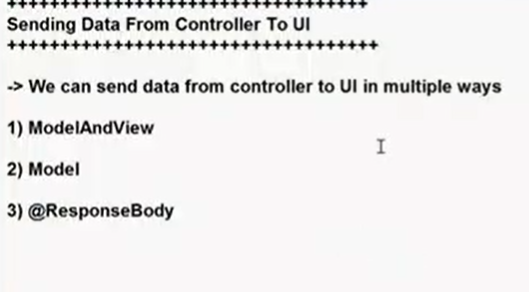 ++++++++++++++++++++++++++++++++++
Sending Data From Controller To UI
+++++++++++++++++++++++++++++++++++
-> We can send data from controller to UI in multiple ways
1) ModelAndView
2) Model
3) @ResponseBody